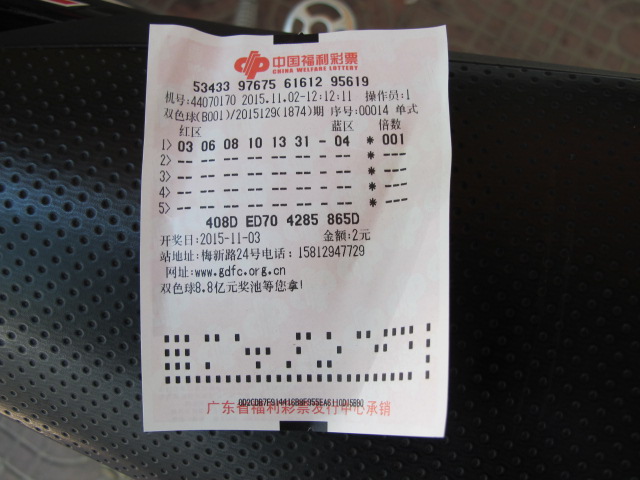 中国福利彩票
CHINA WELFARE LOTTERY
53433 97675 61612 95619
机号:44070170 2015.11.02-12:12:11 操作员:1
双色球(B001)/2015129(1874)期 序号:00014 单式
红区 蓝区 倍数
1> 03 06 08 10 13 31 - 04 * 001
2> -- -- -- -- -- -- - -- * ---
3> -- -- -- -- -- -- - -- * ---
4> -- -- -- -- -- -- - -- * ---
5> -- -- -- -- -- -- - -- * ---
408D ED70 4285 865D
开奖日:2015-11-03 金额:2元
站地址:梅新路24号电话:15812947729
网址:www.gdfc.org.cn
双色球8.8亿元奖池等您拿!
广东省福利彩票发行中心承销